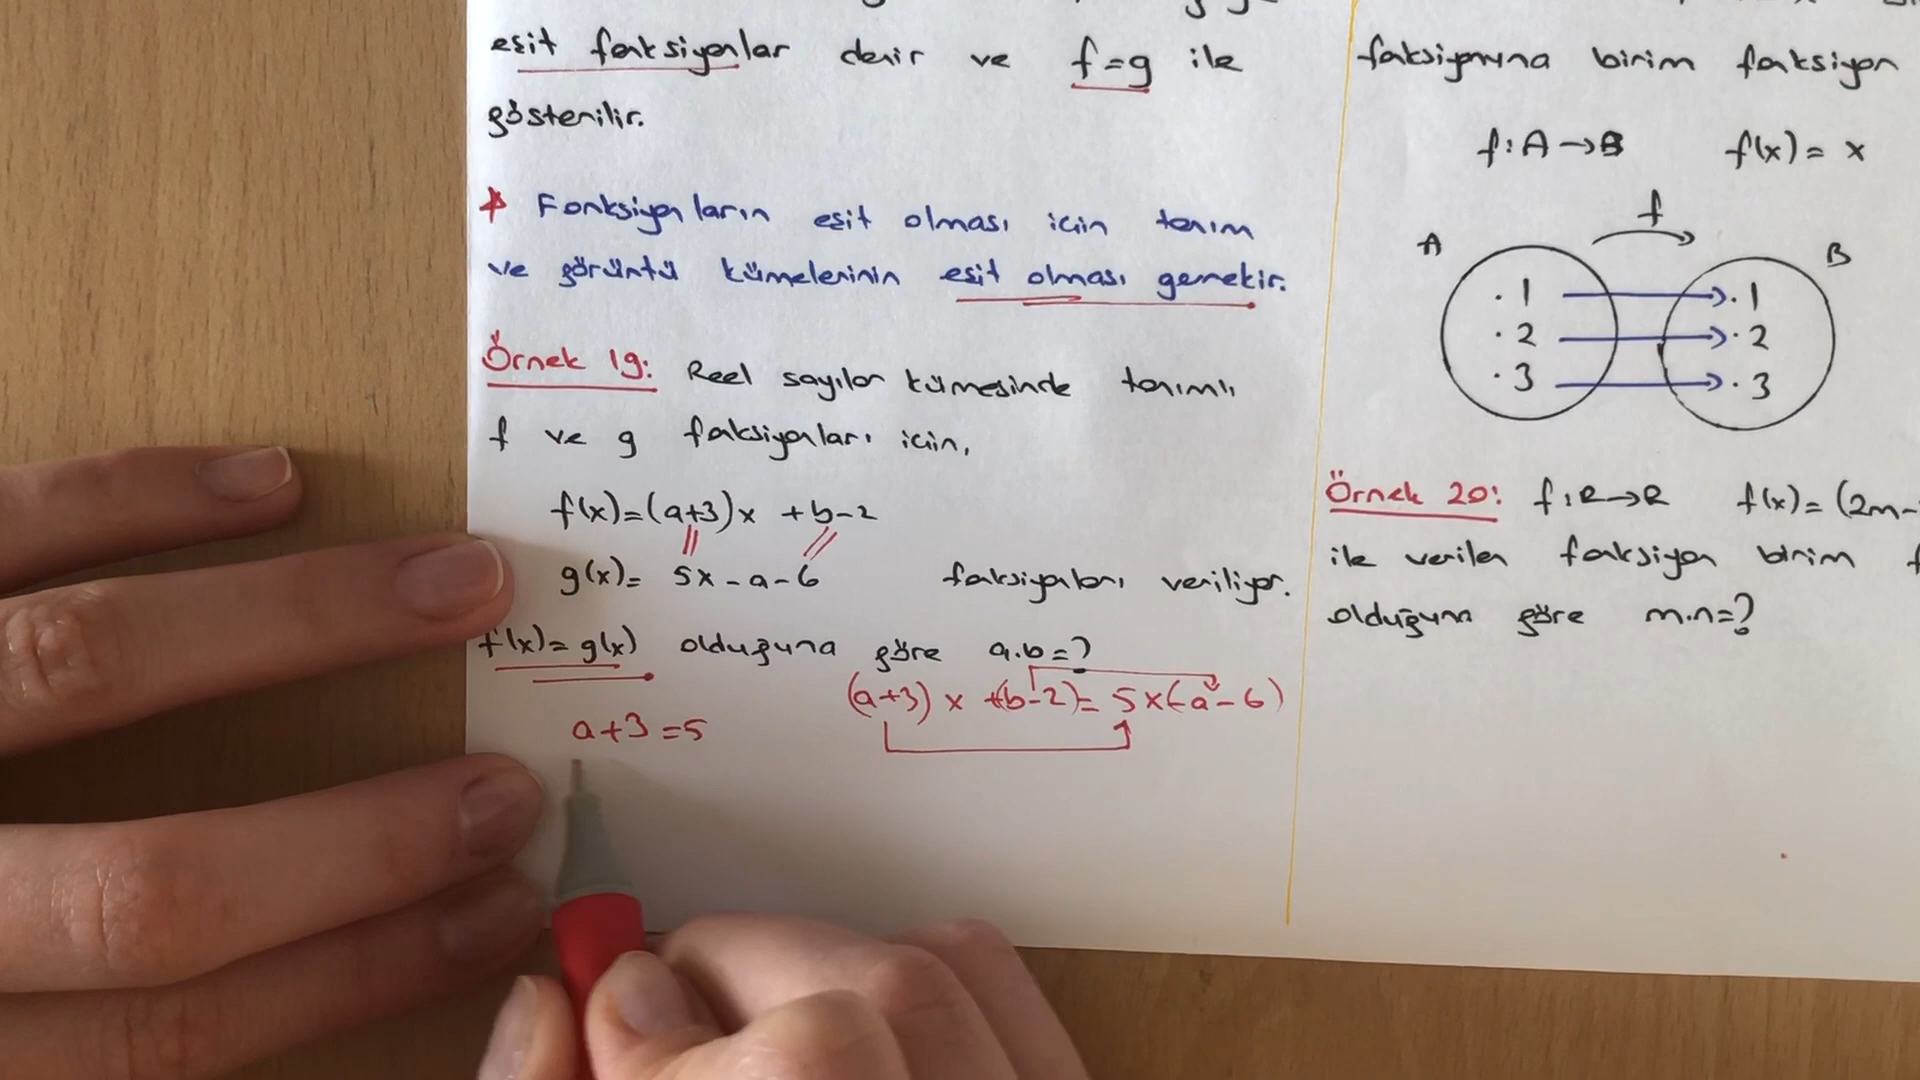 eşit fonksiyonlar denir ve f=g ile
gösterilir.
* Fonksiyonların eşit olması için tanım
ve görüntü kümelerinin eşit olması gerekir.
Örnek 19: Reel sayılar kümesinde tanımlı
f ve g fonksiyonları için,
f(x)=(a+3)x +b-2
g(x)= 5x-a-6 fonksiyonları veriliyor.
f(x)=g(x) olduğuna göre a.b=?
(a+3)x +(b-2)= 5x(-a-6)
a+3=5
fonksiyonuna birim fonksiyon
f:A→B f(x)= x
f
A B
.1 .1
.2 .2
.3 .3
Örnek 20: f:R→R f(x)=(2m-
ile verilen fonksiyon birim f
olduğuna göre m.n=?